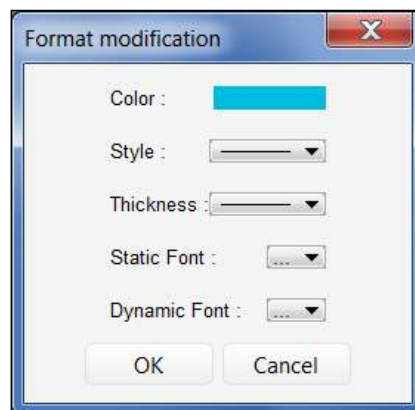 Format modification
X
Color :
Style :
Thickness :
Static Font :
...
Dynamic Font :
...
OK Cancel